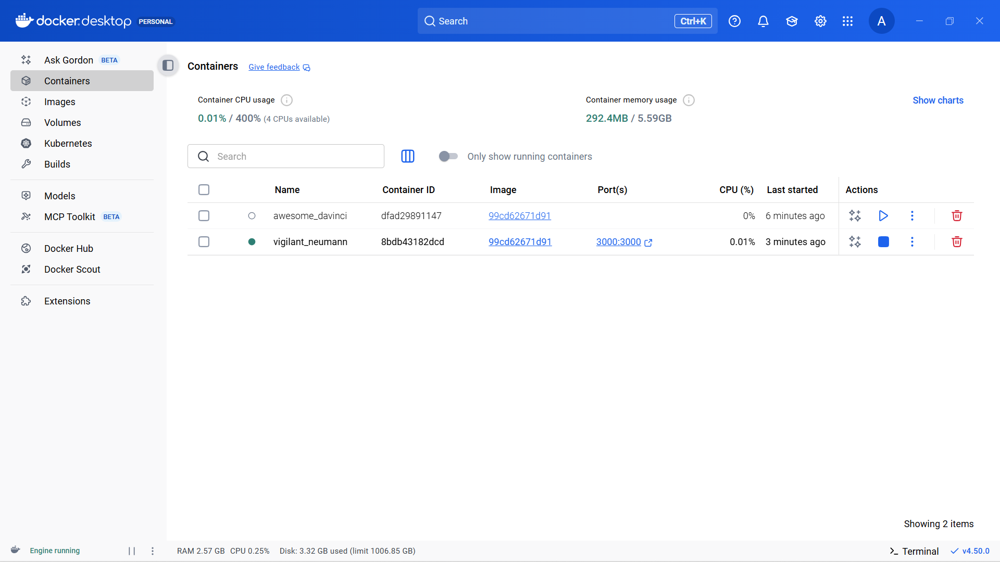 docker.desktop PERSONAL
Search Ctrl+K
A
Ask Gordon BETA
Containers
Images
Volumes
Kubernetes
Builds
Models
MCP Toolkit BETA
Docker Hub
Docker Scout
Extensions
Containers Give feedback
Container CPU usage
0.01% / 400% (4 CPUs available)
Container memory usage
292.4MB / 5.59GB
Show charts
Search
Only show running containers
Name Container ID Image Port(s) CPU (%) Last started Actions
awesome_davinci dfad29891147 99cd62671d91 0% 6 minutes ago
vigilant_neumann 8bdb43182dcd 99cd62671d91 3000:3000 0.01% 3 minutes ago
Showing 2 items
Engine running
RAM 2.57 GB CPU 0.25% Disk: 3.32 GB used (limit 1006.85 GB)
Terminal
v4.50.0